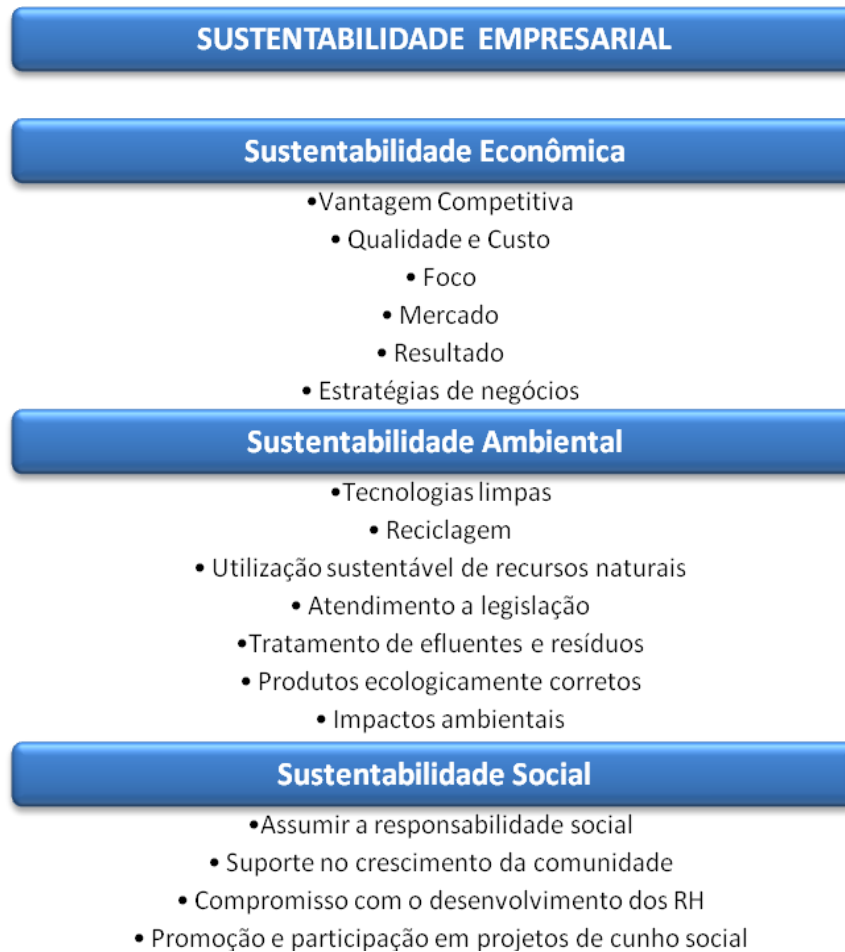 SUSTENTABILIDADE EMPRESARIAL
Sustentabilidade Econômica
•Vantagem Competitiva
• Qualidade e Custo
• Foco
• Mercado
• Resultado
• Estratégias de negócios
Sustentabilidade Ambiental
•Tecnologias limpas
• Reciclagem
• Utilização sustentável de recursos naturais
• Atendimento a legislação
•Tratamento de efluentes e resíduos
• Produtos ecologicamente corretos
• Impactos ambientais
Sustentabilidade Social
•Assumir a responsabilidade social
• Suporte no crescimento da comunidade
• Compromisso com o desenvolvimento dos RH
• Promoção e participação em projetos de cunho social